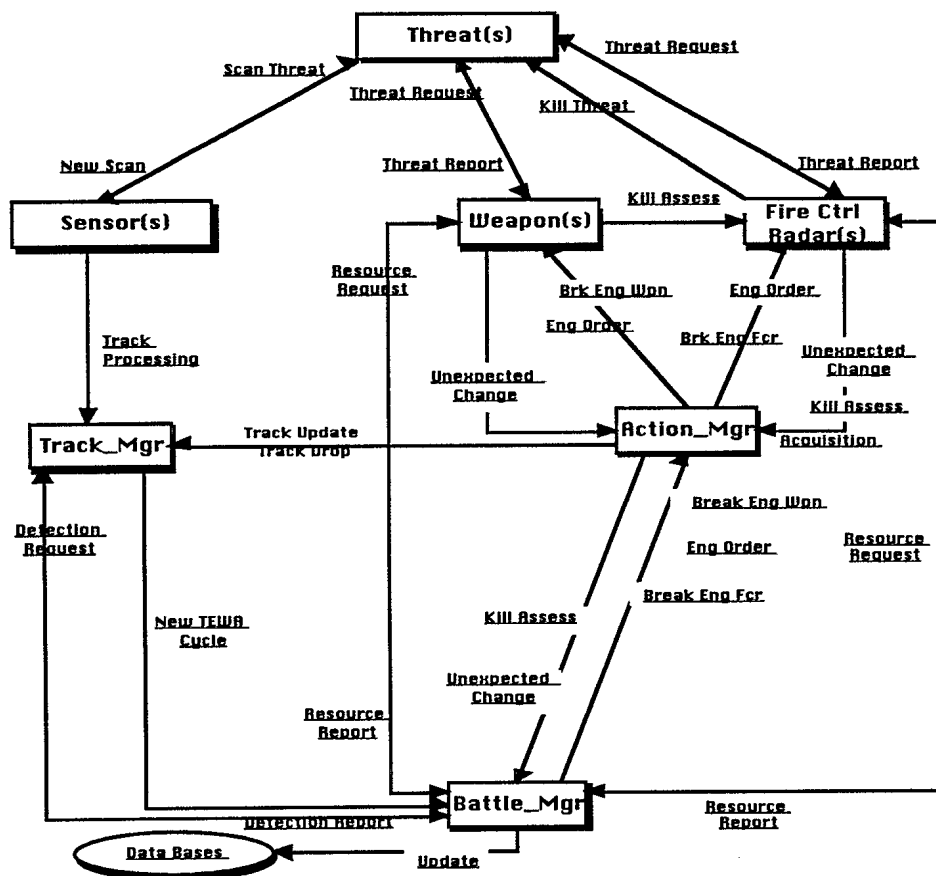 Threat(s)
Threat Request
Scan Threat
Threat Request
Kill Threat
New Scan
Threat Report
Threat Report
Kill Assess
Sensor(s)
Weapon(s)
Fire Ctrl
Radar(s)
Resource
Request
Brk Eng Wpn
Eng Order
Eng Order
Brk Eng Fcr
Track
Processing
Unexpected
Change
Unexpected
Change
Kill Assess
Track_Mgr
Track Update
Track Drop
Action_Mgr
Acquisition
Detection
Request
Break Eng Wpn
Eng Order
Resource
Request
Break Eng Fcr
New TEWA
Cycle
Kill Assess
Unexpected
Change
Resource
Report
Battle_Mgr
Detection Report
Resource
Report
Data Bases
Update